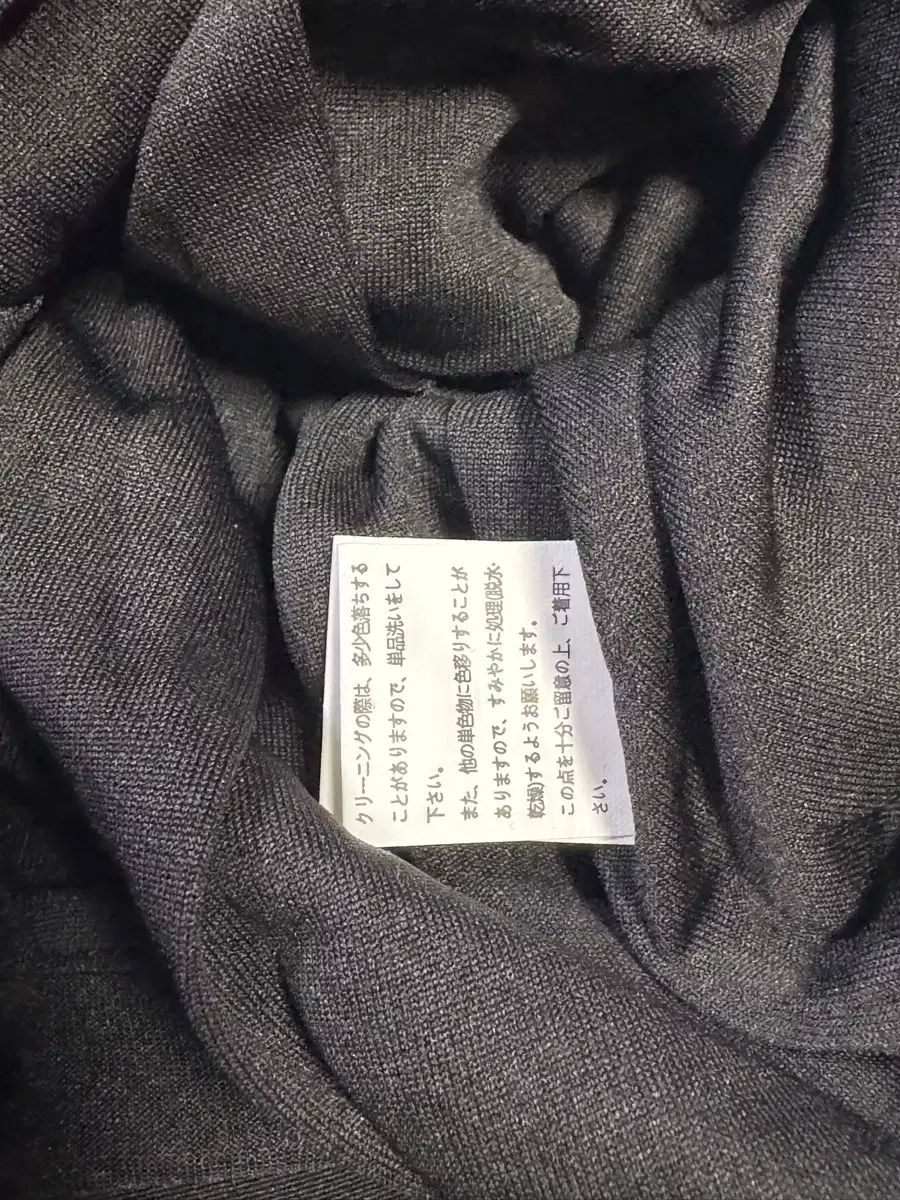 クリーニングの際は、多少色落ちする
ことがありますので、単品洗いをして
下さい。
また、他の単色物に色移りすることが
ありますので、すみやかに処理(脱水・
乾燥)するようお願いします。
この点を十分ご留意の上、ご着用下
さい。